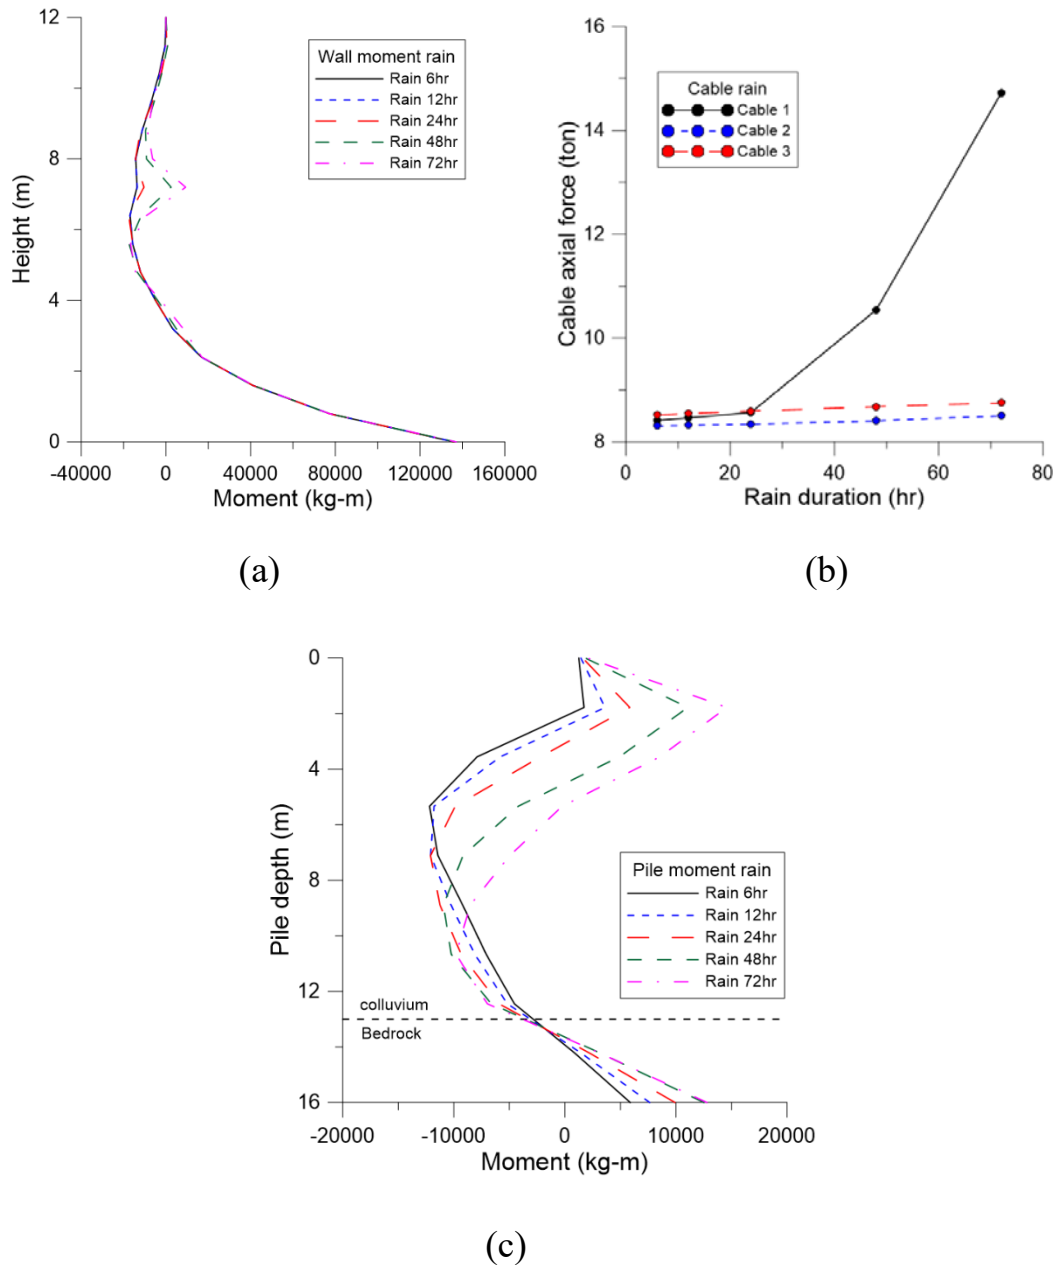 12
8
4
0
Height (m)
-40000 0 40000 80000 120000 160000
Moment (kg-m)
Wall moment rain
Rain 6hr
Rain 12hr
Rain 24hr
Rain 48hr
Rain 72hr
(a)
16
14
12
10
8
Cable axial force (ton)
0 20 40 60 80
Rain duration (hr)
Cable rain
Cable 1
Cable 2
Cable 3
(b)
0
4
8
12
16
Pile depth (m)
-20000 -10000 0 10000 20000
Moment (kg-m)
Pile moment rain
Rain 6hr
Rain 12hr
Rain 24hr
Rain 48hr
Rain 72hr
colluvium
Bedrock
(c)